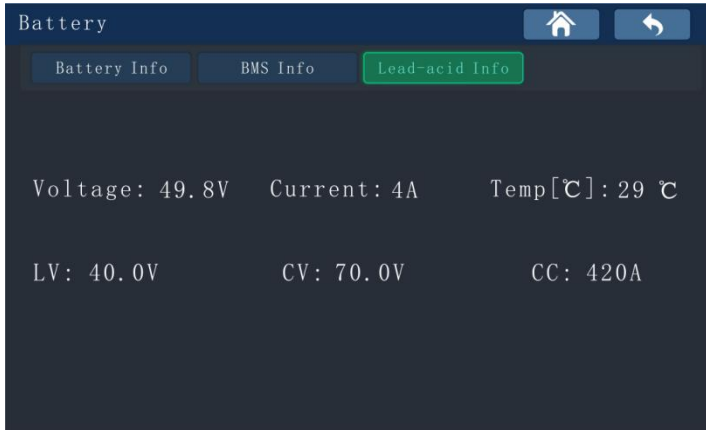 Battery
Battery Info BMS Info Lead-acid Info
Voltage: 49.8V Current: 4A Temp[℃]: 29 ℃
LV: 40.0V CV: 70.0V CC: 420A